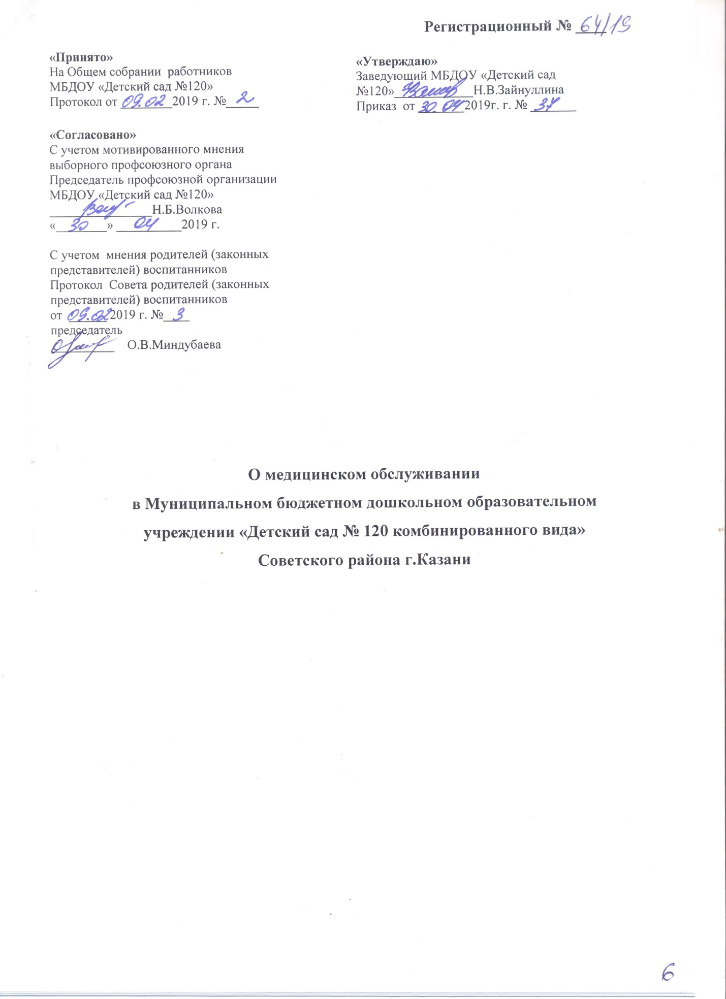 Регистрационный № 64/19
«Принято»
На Общем собрании работников
МБДОУ «Детский сад №120»
Протокол от 09.02 2019 г. № 2
«Утверждаю»
Заведующий МБДОУ «Детский сад
№120» Н.В.Зайнуллина
Приказ от 30.04 2019г. г. № 37
«Согласовано»
С учетом мотивированного мнения
выборного профсоюзного органа
Председатель профсоюзной организации
МБДОУ «Детский сад №120»
Н.Б.Волкова
« 30 » 04 2019 г.
С учетом мнения родителей (законных
представителей) воспитанников
Протокол Совета родителей (законных
представителей) воспитанников
от 09.02 2019 г. № 3
председатель
О.В.Миндубаева
О медицинском обслуживании
в Муниципальном бюджетном дошкольном образовательном
учреждении «Детский сад № 120 комбинированного вида»
Советского района г.Казани
6